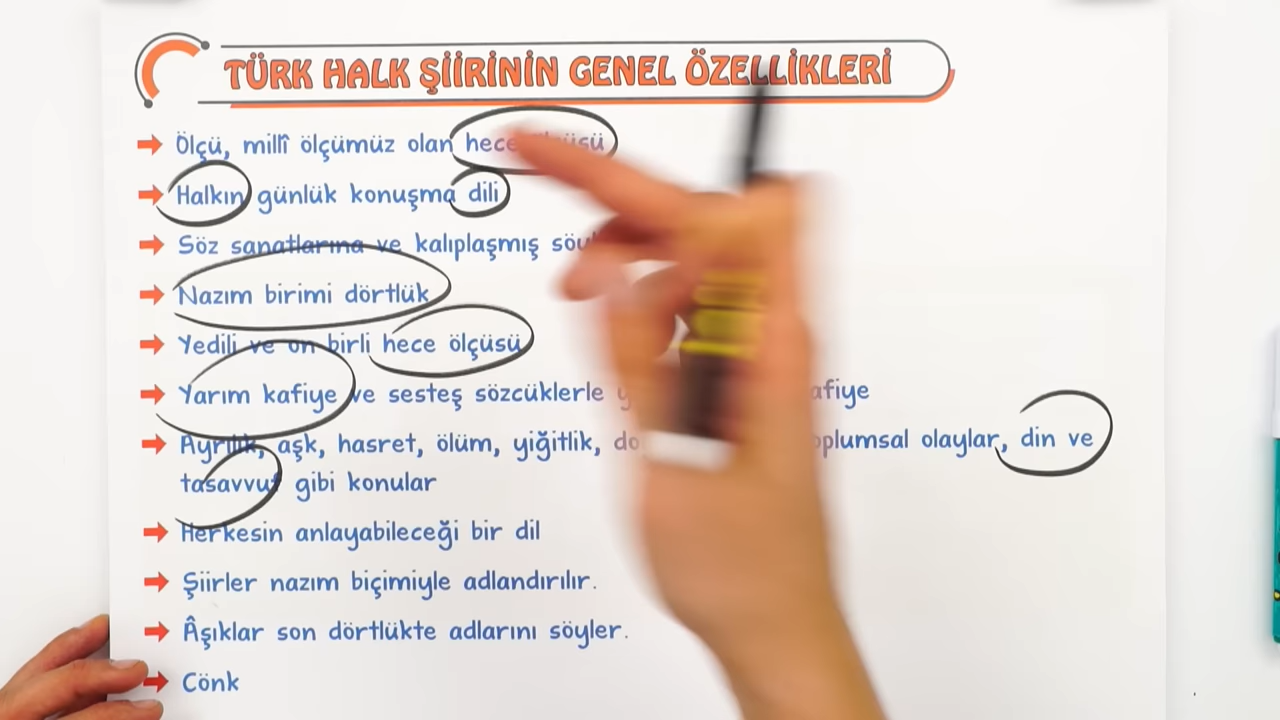 TÜRK HALK ŞİİRİNİN GENEL ÖZELLİKLERİ
Ölçü, millî ölçümüz olan hece ölçüsü
Halkın günlük konuşma dili
Söz sanatlarına ve kalıplaşmış
Nazım birimi dörtlük
Yedili ve on birli hece ölçüsü
Yarım kafiye ve sesteş sözcüklerle
Ayrılık, aşk, hasret, ölüm, yiğitlik, olaylar, din ve
tasavvuf gibi konular
Herkesin anlayabileceği bir dil
Şiirler nazım biçimiyle adlandırılır.
Âşıklar son dörtlükte adlarını söyler.
Cönk